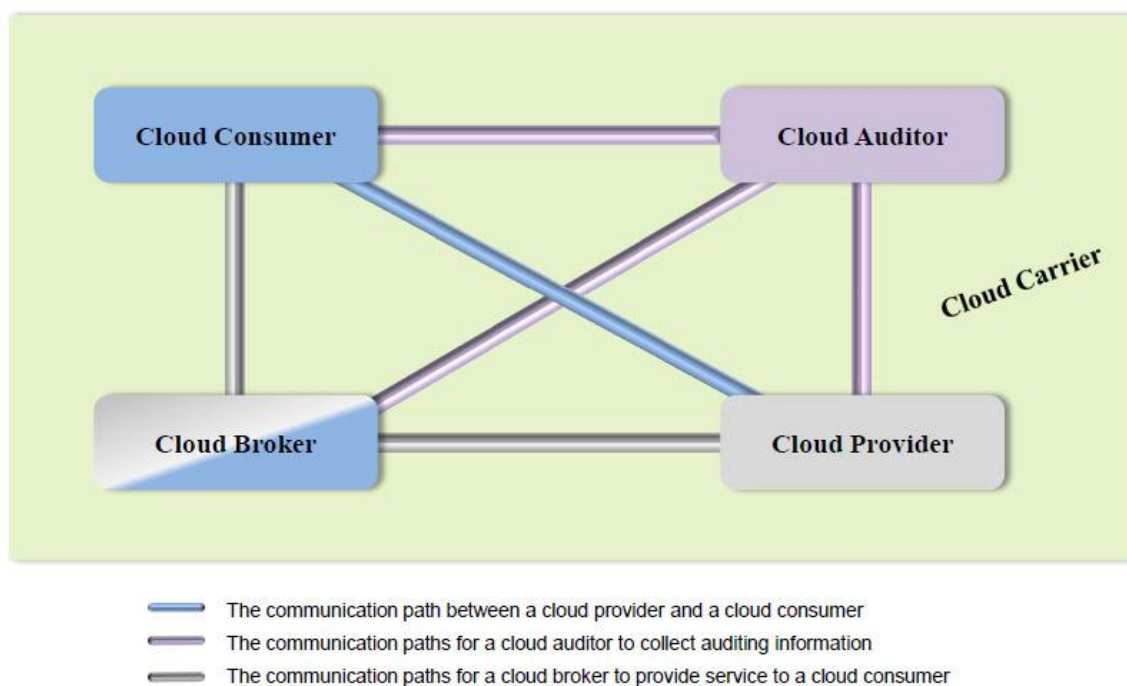 Cloud Consumer
Cloud Auditor
Cloud Carrier
Cloud Broker
Cloud Provider
The communication path between a cloud provider and a cloud consumer
The communication paths for a cloud auditor to collect auditing information
The communication paths for a cloud broker to provide service to a cloud consumer